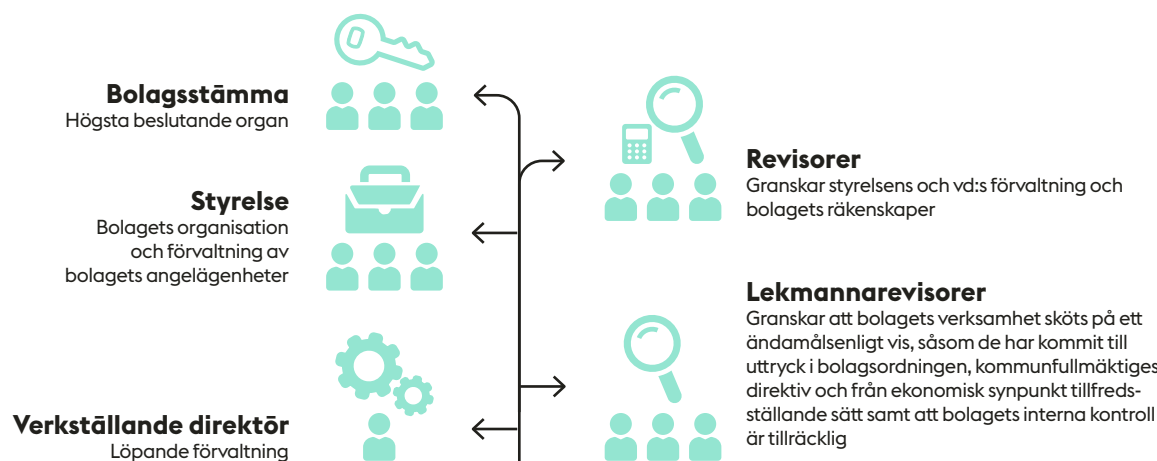 Bolagsstämma
Högsta beslutande organ
Styrelse
Bolagets organisation
och förvaltning av
bolagets angelägenheter
Verkställande direktör
Löpande förvaltning
Revisorer
Granskar styrelsens och vd:s förvaltning och
bolagets räkenskaper
Lekmannarevisorer
Granskar att bolagets verksamhet sköts på ett
ändamålsenligt vis, såsom de har kommit till
uttryck i bolagsordningen, kommunfullmäktiges
direktiv och från ekonomisk synpunkt tillfreds-
ställande sätt samt att bolagets interna kontroll
är tillräcklig